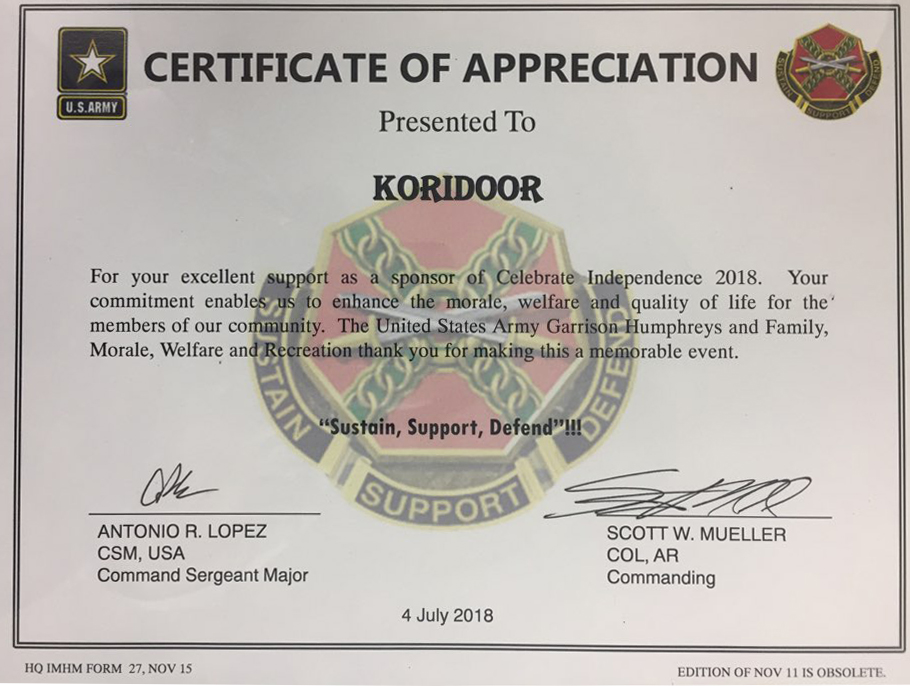 CERTIFICATE OF APPRECIATION
U.S.ARMY
SUSTAIN SUPPORT DEFEND
Presented To
KORIDOOR
For your excellent support as a sponsor of Celebrate Independence 2018. Your
commitment enables us to enhance the morale, welfare and quality of life for the
members of our community. The United States Army Garrison Humphreys and Family,
Morale, Welfare and Recreation thank you for making this a memorable event.
SUSTAIN SUPPORT DEFEND
“Sustain, Support, Defend”!!!
ANTONIO R. LOPEZ
CSM, USA
Command Sergeant Major
SCOTT W. MUELLER
COL, AR
Commanding
4 July 2018
HQ IMHM FORM 27, NOV 15
EDITION OF NOV 11 IS OBSOLETE.